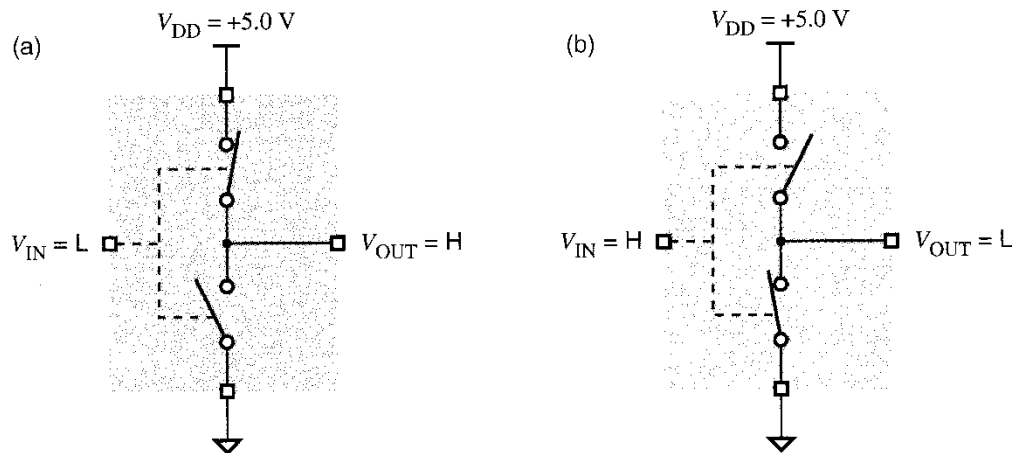 (a)
V_DD = +5.0 V
V_IN = L
V_OUT = H
(b)
V_DD = +5.0 V
V_IN = H
V_OUT = L